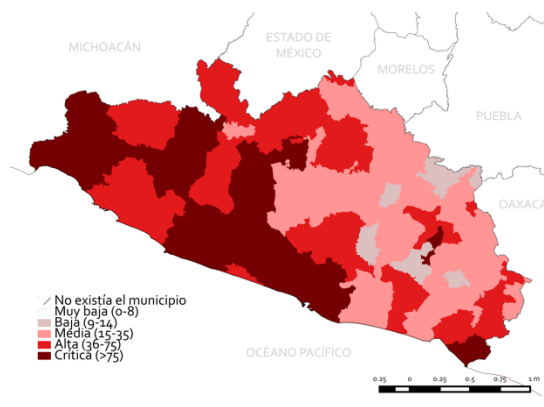 MICHOACÁN
ESTADO DE
MÉXICO
MORELOS
PUEBLA
OAXACA
OCÉANO PACÍFICO
No existía el municipio
Muy baja (0-8)
Baja (9-14)
Media (15-35)
Alta (36-75)
Crítica (>75)
0.25 0 0.25 0.5 0.75 1 m